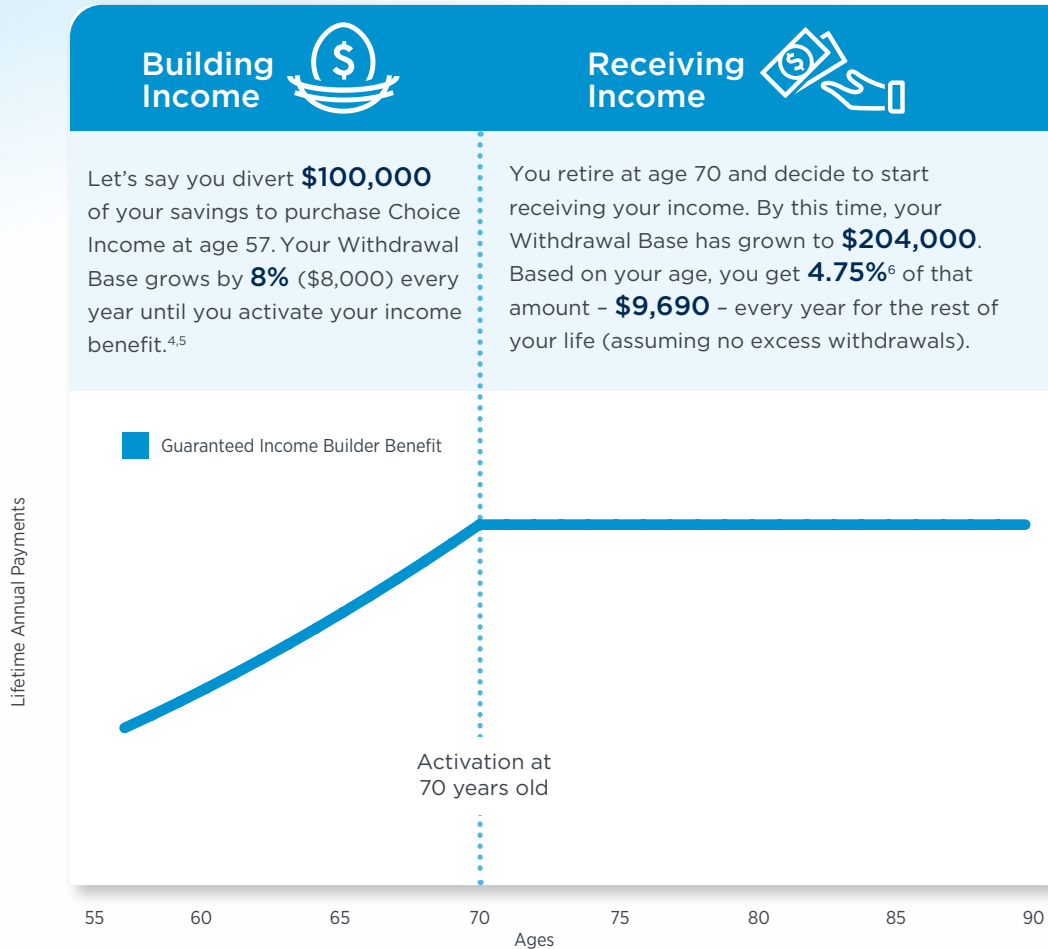 Building
Income
$
Receiving
Income
$
Let's say you divert $100,000
of your savings to purchase Choice
Income at age 57. Your Withdrawal
Base grows by 8% ($8,000) every
year until you activate your income
benefit.4,5
You retire at age 70 and decide to start
receiving your income. By this time, your
Withdrawal Base has grown to $204,000.
Based on your age, you get 4.75%6 of that
amount – $9,690 – every year for the rest of
your life (assuming no excess withdrawals).
Guaranteed Income Builder Benefit
Lifetime Annual Payments
Activation at
70 years old
55 60 65 70 75 80 85 90
Ages